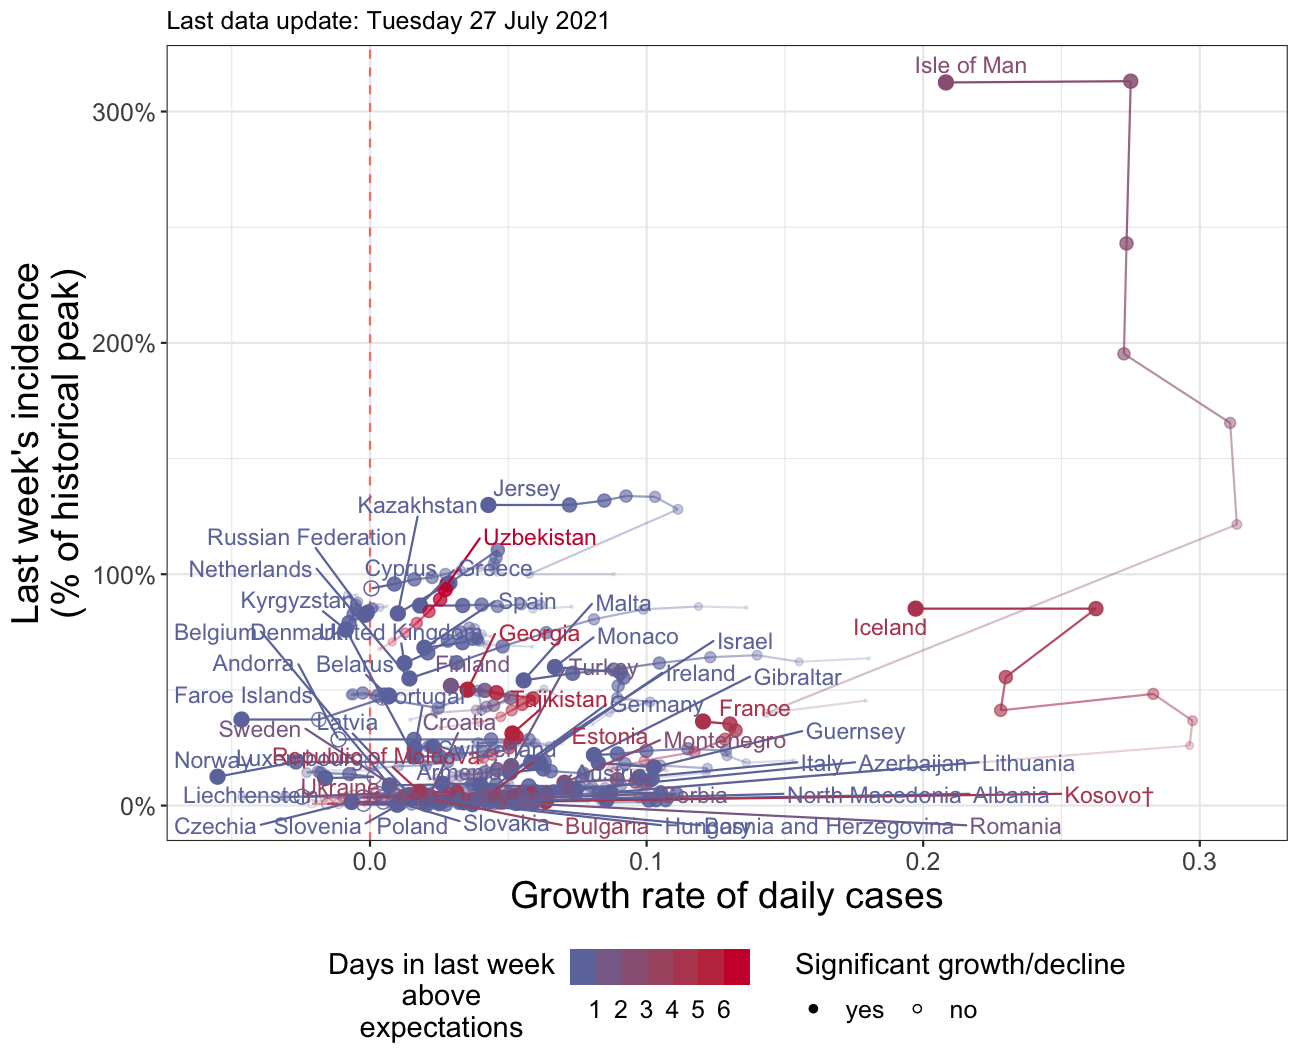 Last data update: Tuesday 27 July 2021
Isle of Man
300%
200%
100%
0%
Last week's incidence
(% of historical peak)
Jersey
Kazakhstan
Russian Federation
Uzbekistan
Netherlands
Cyprus
Greece
Kyrgyzstan
Spain
Malta
Iceland
Belgium
Denmark
United Kingdom
Georgia
Monaco
Israel
Andorra
Belarus
Finland
Turkey
Ireland
Gibraltar
Faroe Islands
Portugal
Tajikistan
Germany
France
Sweden
Latvia
Croatia
Estonia
Montenegro
Guernsey
Norway
Republic of Moldova
Switzerland
Armenia
Italy
Azerbaijan
Lithuania
Ukraine
Serbia
North Macedonia
Albania
Kosovo†
Czechia
Slovenia
Poland
Slovakia
Bulgaria
Hungary
Bosnia and Herzegovina
Romania
0.0
0.1
0.2
0.3
Growth rate of daily cases
Days in last week
above
expectations
1 2 3 4 5 6
Significant growth/decline
yes
no